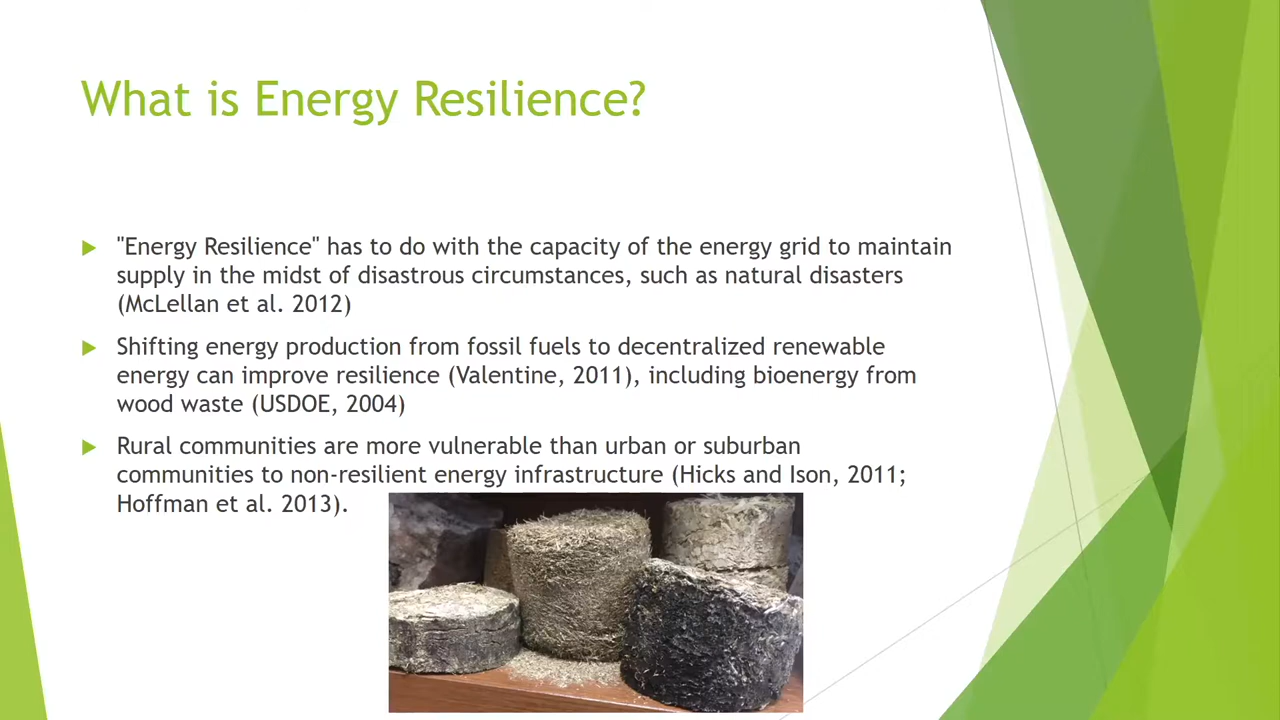 What is Energy Resilience?
"Energy Resilience" has to do with the capacity of the energy grid to maintain
supply in the midst of disastrous circumstances, such as natural disasters
(McLellan et al. 2012)
Shifting energy production from fossil fuels to decentralized renewable
energy can improve resilience (Valentine, 2011), including bioenergy from
wood waste (USDOE, 2004)
Rural communities are more vulnerable than urban or suburban
communities to non-resilient energy infrastructure (Hicks and Ison, 2011;
Hoffman et al. 2013).